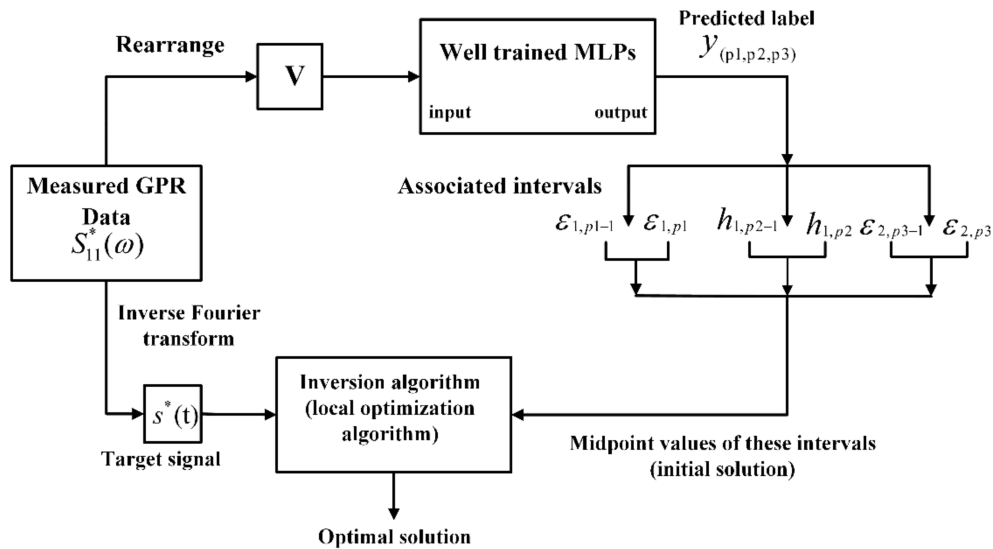 Predicted label
y(p1,p2,p3)
Rearrange
V
Well trained MLPs
input output
Measured GPR
Data
S*11(ω)
Associated intervals
ε1,p1−1 ε1,p1 h1,p2−1 h1,p2 ε2,p3−1 ε2,p3
Inverse Fourier
transform
Inversion algorithm
(local optimization
algorithm)
s*(t)
Target signal
Midpoint values of these intervals
(initial solution)
Optimal solution